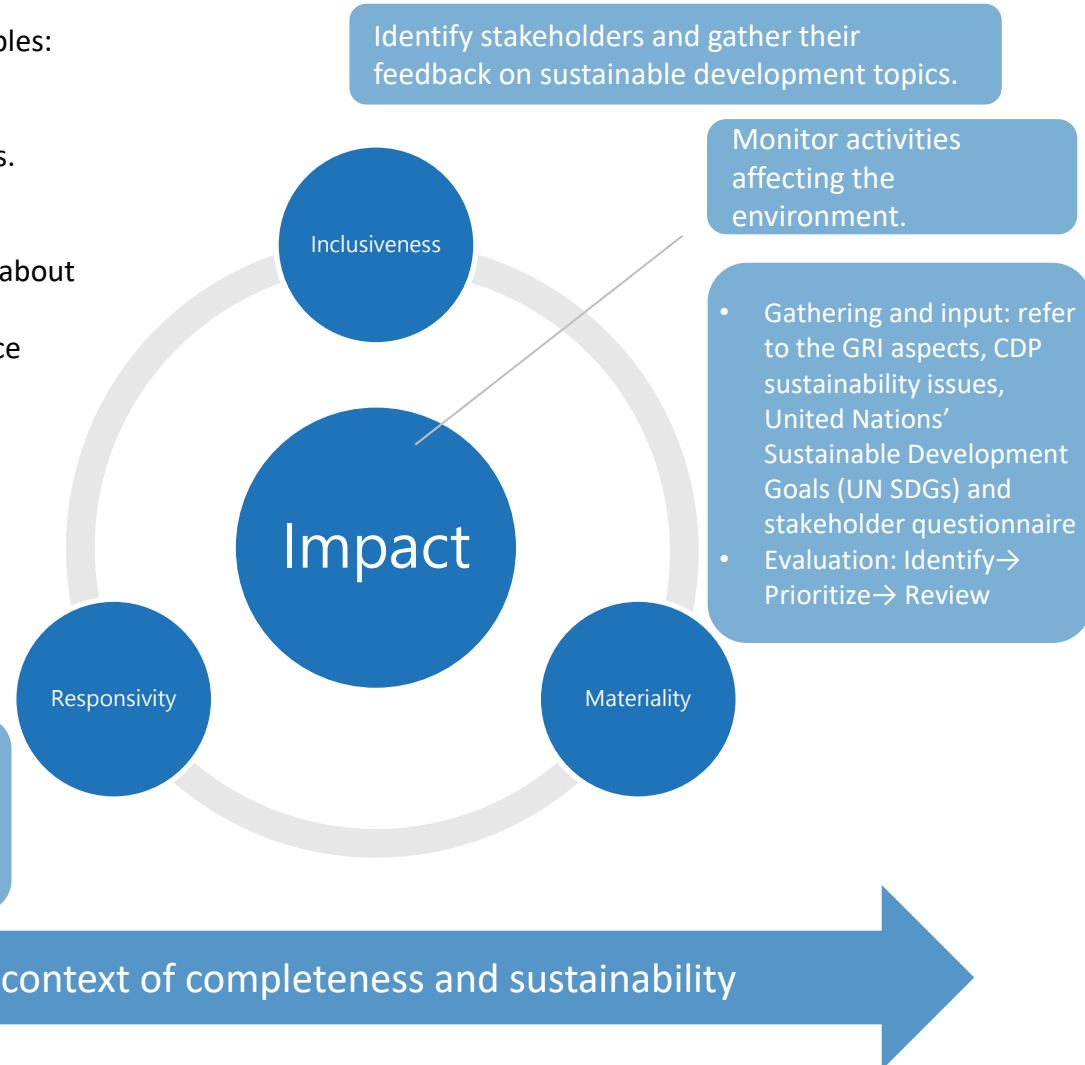 ples:
s.
about
ce
Identify stakeholders and gather their
feedback on sustainable development topics.
Monitor activities
affecting the
environment.
Inclusiveness
• Gathering and input: refer
to the GRI aspects, CDP
sustainability issues,
United Nations’
Sustainable Development
Goals (UN SDGs) and
stakeholder questionnaire
• Evaluation: Identify→
Prioritize→ Review
Impact
Responsivity
Materiality
context of completeness and sustainability